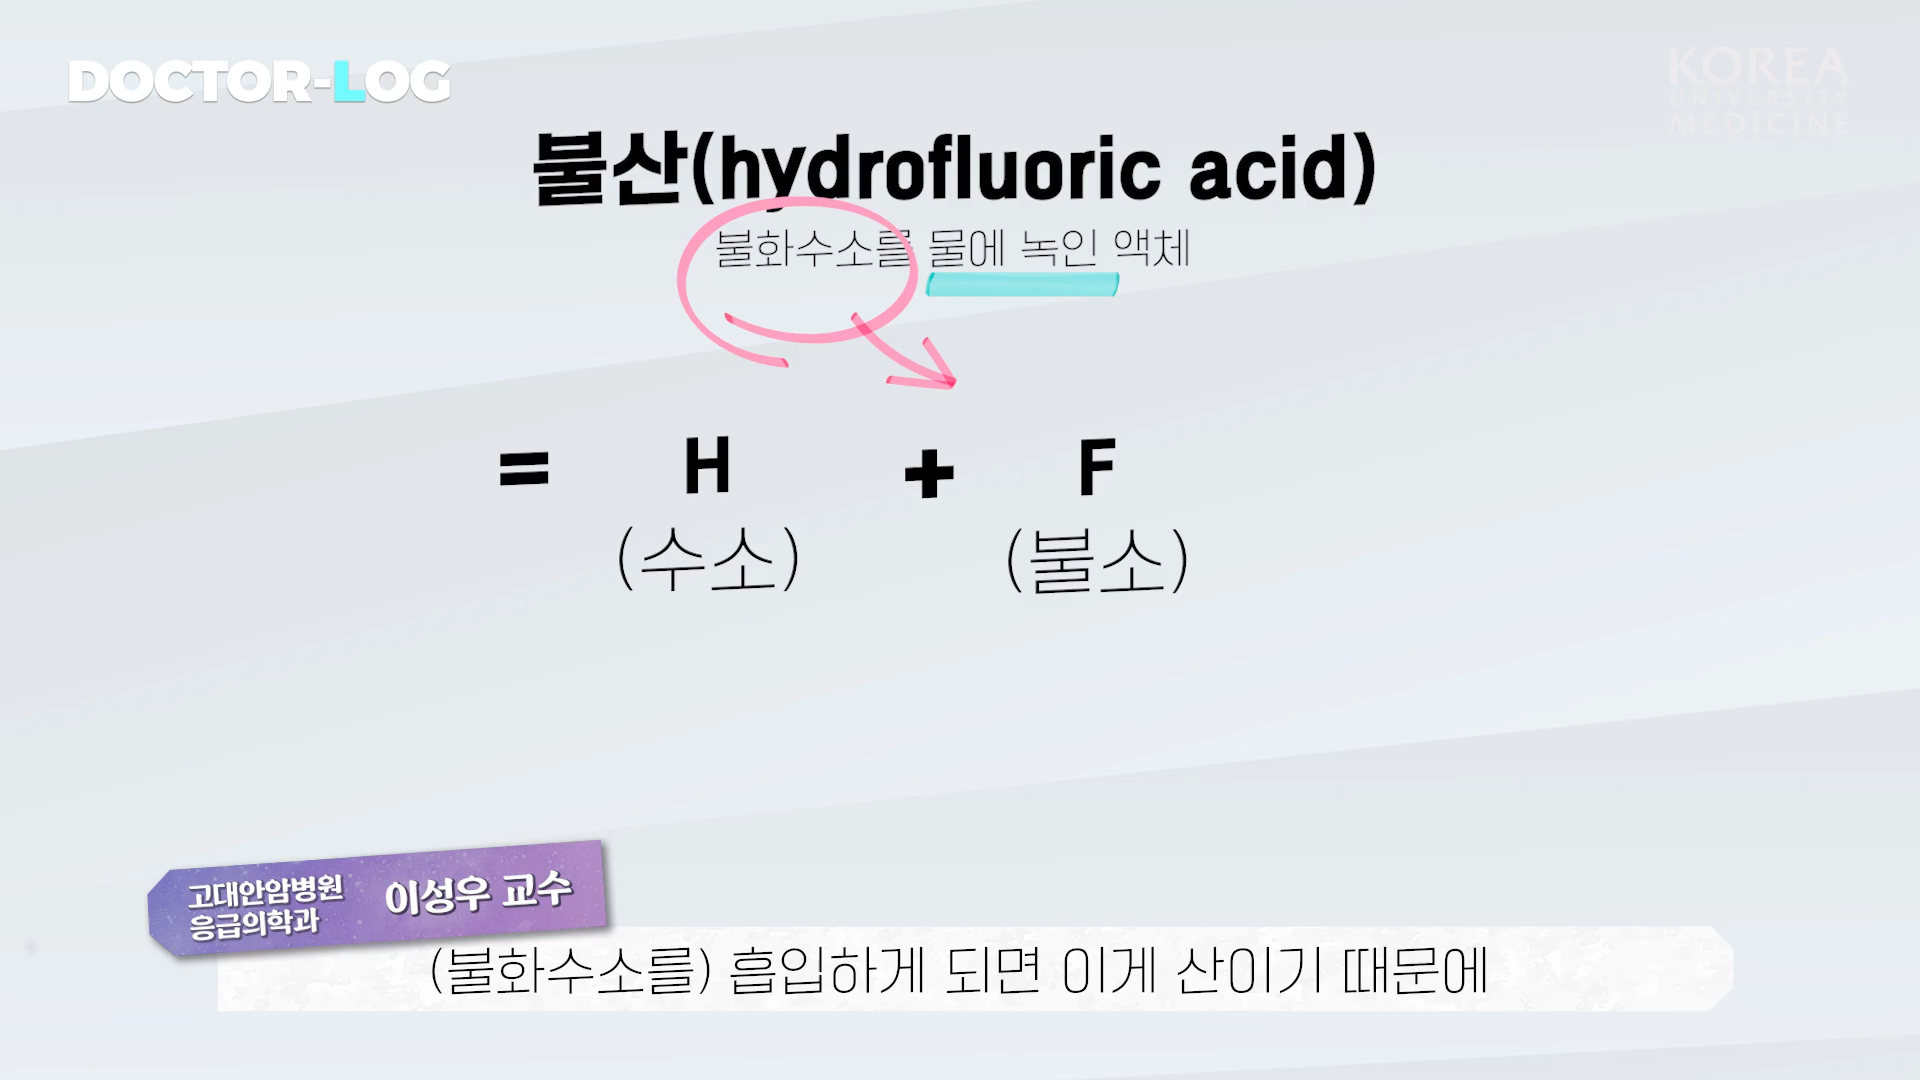 DOCTOR-LOG
KOREA
UNIVERSITY
MEDICINE
불산(hydrofluoric acid)
불화수소를 물에 녹인 액체
= H + F
(수소) (불소)
고대안암병원
응급의학과
이성우 교수
(불화수소를) 흡입하게 되면 이게 산이기 때문에